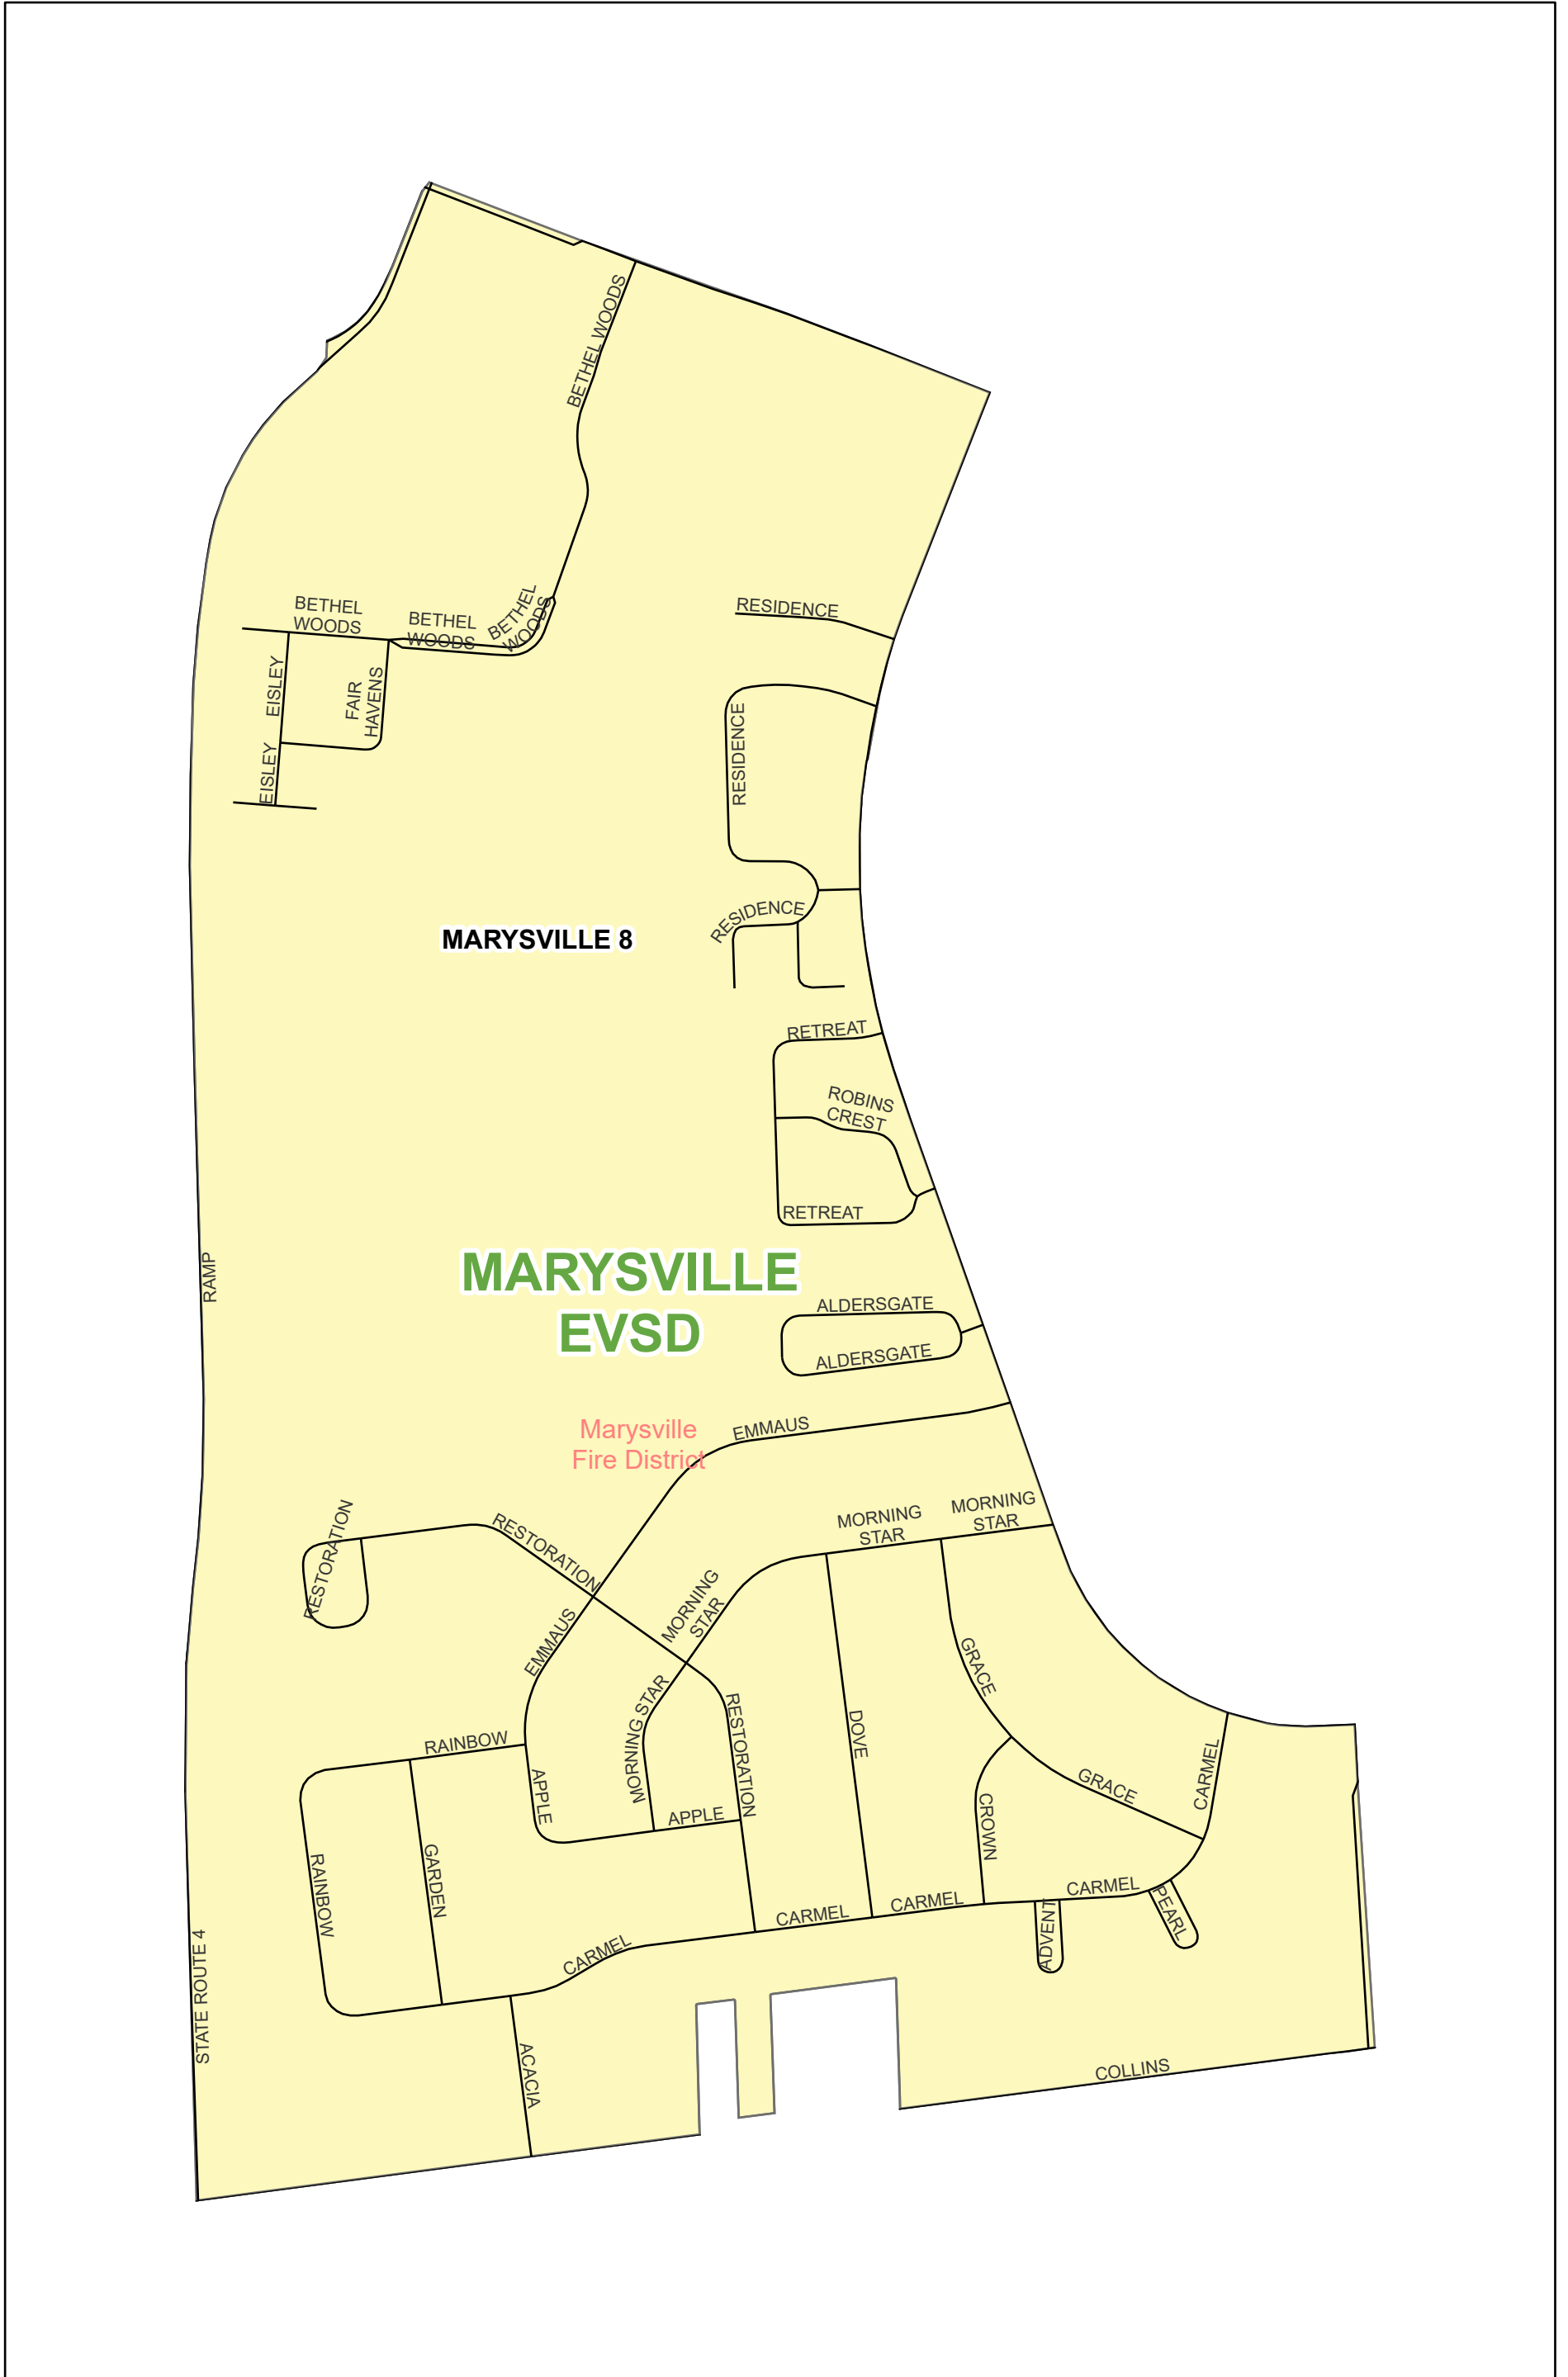 BETHEL WOODS
BETHEL
WOODS
BETHEL
WOODS
BETHEL
WOODS
RESIDENCE
EISLEY
FAIR
HAVENS
EISLEY
RESIDENCE
RESIDENCE
MARYSVILLE 8
RETREAT
ROBINS
CREST
RETREAT
RAMP
MARYSVILLE
EVSD
ALDERSGATE
ALDERSGATE
Marysville
Fire District
EMMAUS
RESTORATION
RESTORATION
MORNING
STAR
MORNING
STAR
MORNING
STAR
EMMAUS
GRACE
MORNING STAR
RESTORATION
DOVE
RAINBOW
APPLE
APPLE
CARMEL
GRACE
CROWN
RAINBOW
GARDEN
CARMEL
CARMEL
CARMEL
CARMEL
ADVENT
PEARL
STATE ROUTE 4
ACACIA
COLLINS